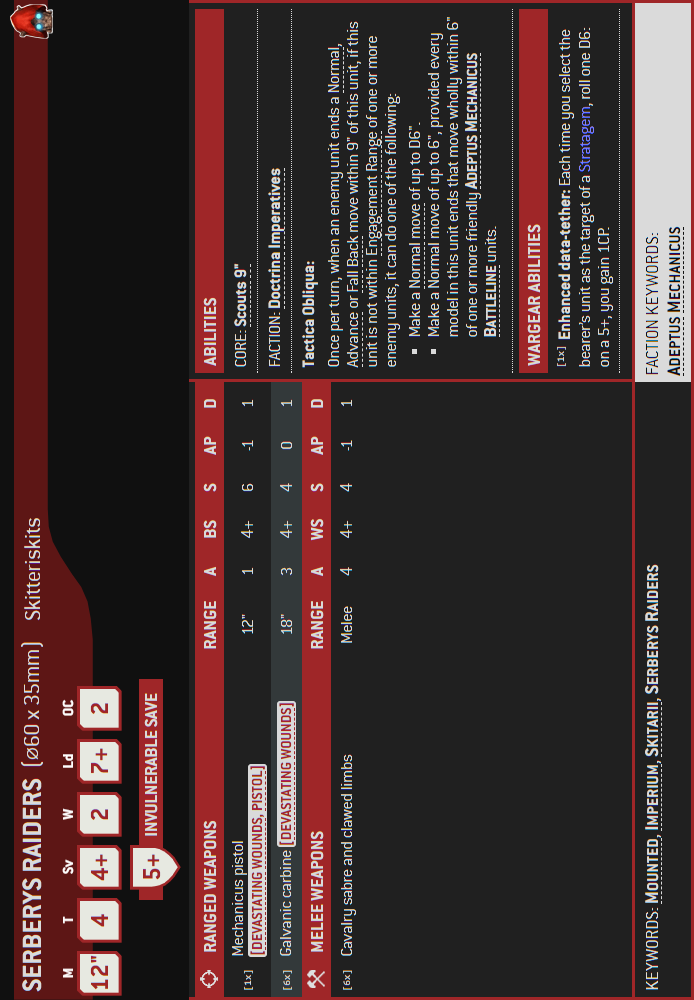 SERBERYS RAIDERS (⌀60 x 35mm) Skitteriskits
M T Sv W Ld OC
12" 4 4+ 2 7+ 2
5+ INVULNERABLE SAVE
RANGED WEAPONS RANGE A BS S AP D
[1x] Mechanicus pistol 12" 1 4+ 6 -1 1
[DEVASTATING WOUNDS, PISTOL]
[6x] Galvanic carbine [DEVASTATING WOUNDS] 18" 3 4+ 4 0 1
MELEE WEAPONS RANGE A WS S AP D
[6x] Cavalry sabre and clawed limbs Melee 4 4+ 4 -1 1
ABILITIES
CORE: Scouts 9"
FACTION: Doctrina Imperatives
Tactica Obliqua:
Once per turn, when an enemy unit ends a Normal,
Advance or Fall Back move within 9" of this unit, if this
unit is not within Engagement Range of one or more
enemy units, it can do one of the following:
▪ Make a Normal move of up to D6".
▪ Make a Normal move of up to 6", provided every
model in this unit ends that move wholly within 6"
of one or more friendly ADEPTUS MECHANICUS
BATTLELINE units.
WARGEAR ABILITIES
[1x] Enhanced data-tether: Each time you select the
bearer's unit as the target of a Stratagem, roll one D6:
on a 5+, you gain 1CP.
KEYWORDS: MOUNTED, IMPERIUM, SKITARII, SERBERYS RAIDERS
FACTION KEYWORDS:
ADEPTUS MECHANICUS